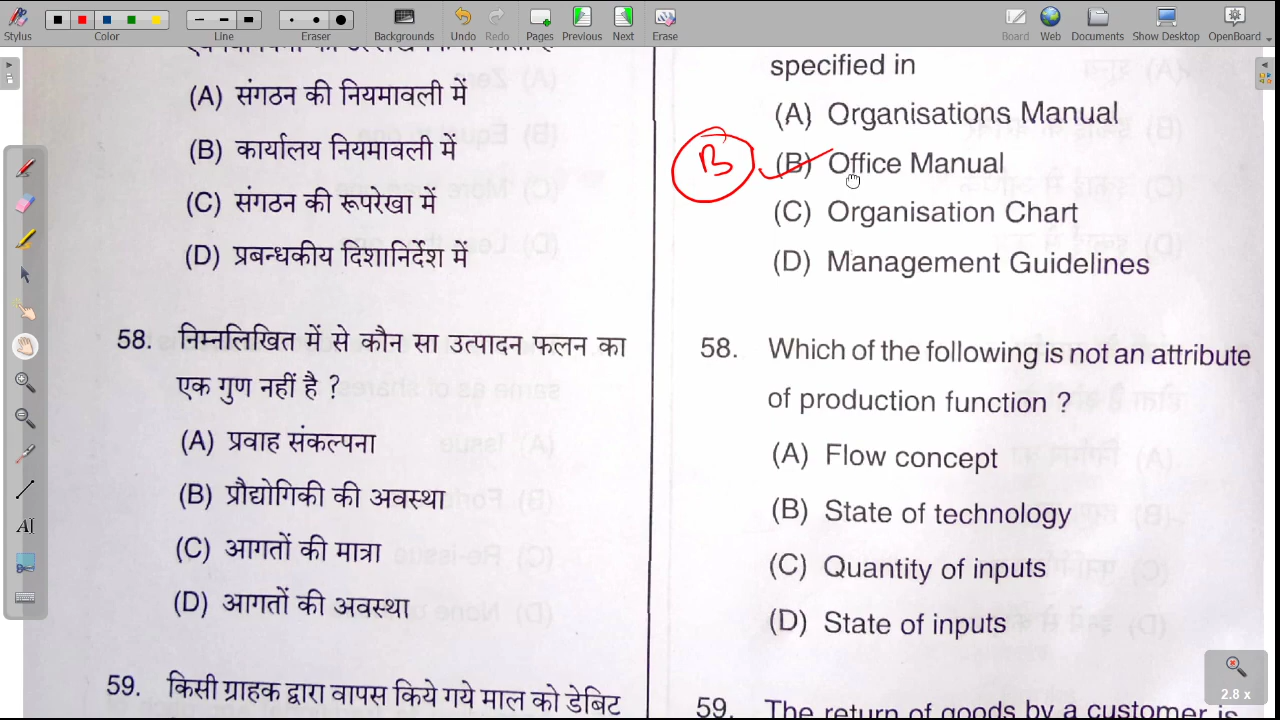 Stylus
Color
Line
Eraser
Backgrounds
Undo
Redo
Pages
Previous
Next
Erase
Board
Web
Documents
Show Desktop
OpenBoard
(A) संगठन की नियमावली में
(B) कार्यालय नियमावली में
(C) संगठन की रूपरेखा में
(D) प्रबन्धकीय दिशानिर्देश में
58. निम्नलिखित में से कौन सा उत्पादन फलन का
एक गुण नहीं है ?
(A) प्रवाह संकल्पना
(B) प्रौद्योगिकी की अवस्था
(C) आगतों की मात्रा
(D) आगतों की अवस्था
59. किसी ग्राहक द्वारा वापस किये गये माल को डेबिट
specified in
(A) Organisations Manual
B
(B) Office Manual
(C) Organisation Chart
(D) Management Guidelines
58. Which of the following is not an attribute
of production function ?
(A) Flow concept
(B) State of technology
(C) Quantity of inputs
(D) State of inputs
59. The return of goods by a customer is
AI
2.8 x